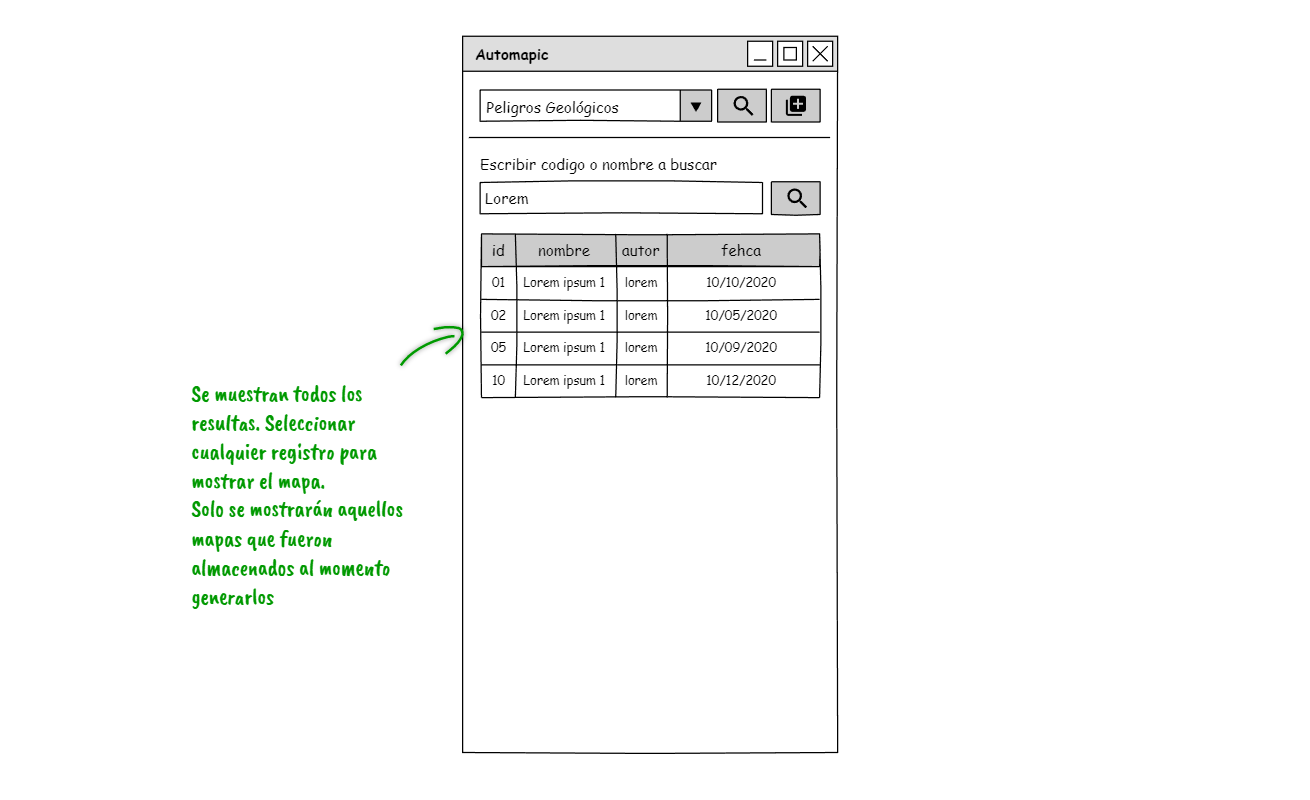 Automapic
Peligros Geológicos
Escribir codigo o nombre a buscar
Lorem
id nombre autor fehca
01 Lorem ipsum 1 lorem 10/10/2020
02 Lorem ipsum 1 lorem 10/05/2020
05 Lorem ipsum 1 lorem 10/09/2020
10 Lorem ipsum 1 lorem 10/12/2020
Se muestran todos los
resultas. Seleccionar
cualquier registro para
mostrar el mapa.
Solo se mostrarán aquellos
mapas que fueron
almacenados al momento
generarlos